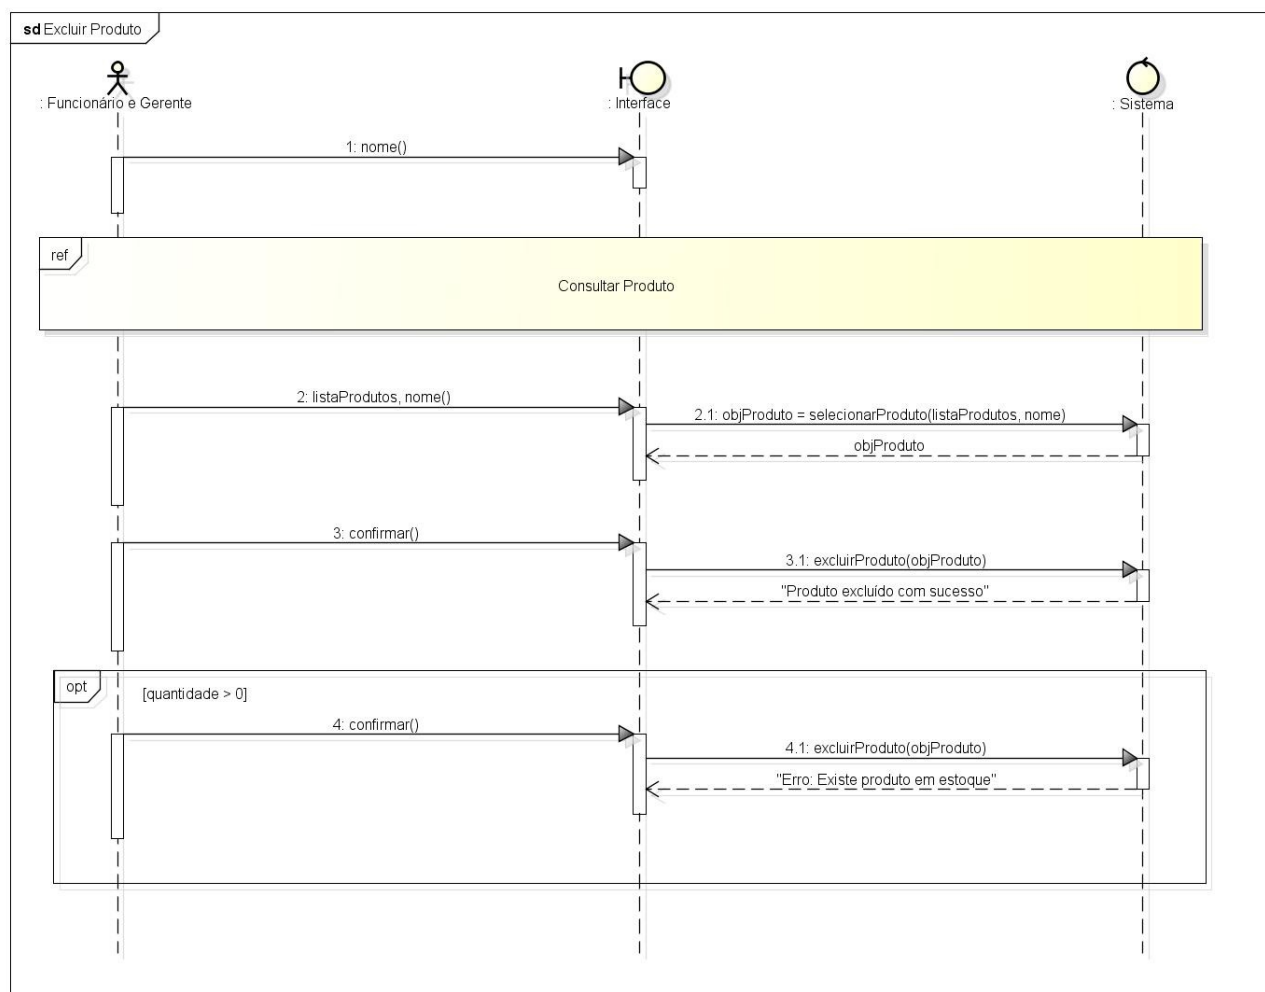 sd Excluir Produto
: Funcionário e Gerente
: Interface
: Sistema
1: nome()
ref
Consultar Produto
2: listaProdutos, nome()
2.1: objProduto = selecionarProduto(listaProdutos, nome)
objProduto
3: confirmar()
3.1: excluirProduto(objProduto)
"Produto excluído com sucesso"
opt
[quantidade > 0]
4: confirmar()
4.1: excluirProduto(objProduto)
"Erro: Existe produto em estoque"